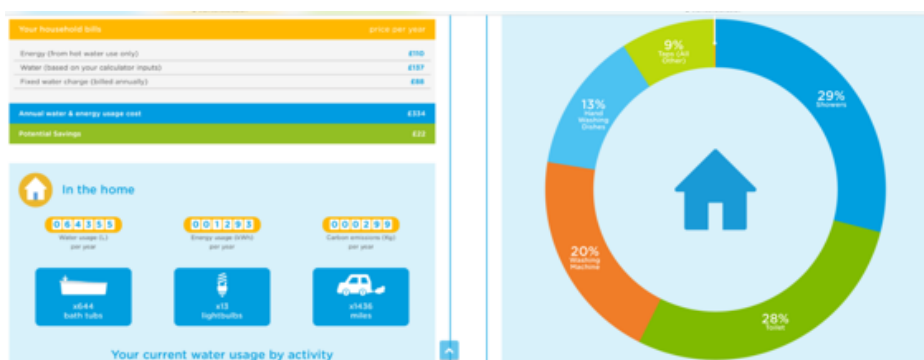 Your household bills price per year
Energy (from hot water use only) £110
Water (based on your calculator inputs) £137
Fixed water charge (billed annually) £88
Annual water & energy usage cost £334
Potential Savings £22
In the home
064355
Water usage (L)
per year
001293
Energy usage (kWh)
per year
000299
Carbon emissions (Kg)
per year
x644
bath tubs
x13
lightbulbs
x1436
miles
Your current water usage by activity
9%
Taps (All
Other)
29%
Showers
13%
Hand
Washing
Dishes
20%
Washing
Machine
28%
Toilet